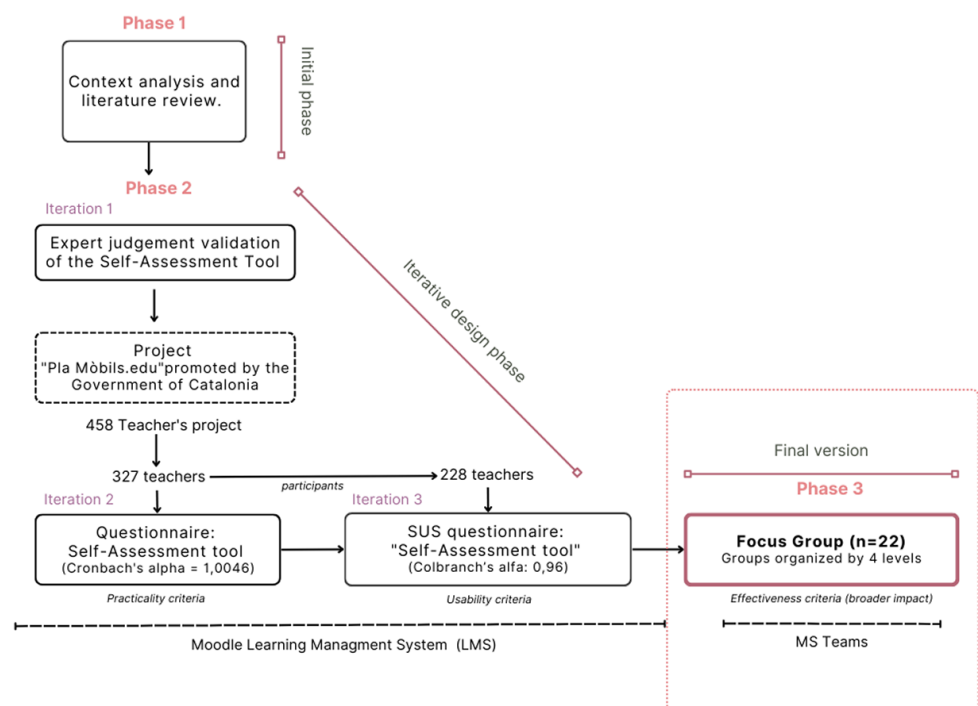 Phase 1
Context analysis and
literature review.
Initial phase
Phase 2
Iteration 1
Expert judgement validation
of the Self-Assessment Tool
Iterative design phase
Project
"Pla Mòbils.edu"promoted by the
Government of Catalonia
458 Teacher's project
327 teachers
participants
228 teachers
Iteration 2
Questionnaire:
Self-Assessment tool
(Cronbach's alpha = 1,0046)
Practicality criteria
Iteration 3
SUS questionnaire:
"Self-Assessment tool"
(Colbranch's alfa: 0,96)
Usability criteria
Moodle Learning Managment System (LMS)
Final version
Phase 3
Focus Group (n=22)
Groups organized by 4 levels
Effectiveness criteria (broader impact)
MS Teams